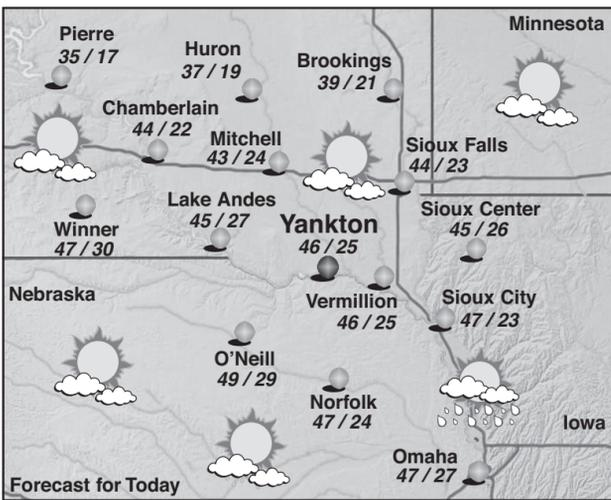 Minnesota
Pierre
35 / 17
Huron
37 / 19
Brookings
39 / 21
Chamberlain
44 / 22
Mitchell
43 / 24
Sioux Falls
44 / 23
Winner
47 / 30
Lake Andes
45 / 27
Yankton
46 / 25
Sioux Center
45 / 26
Vermillion
46 / 25
Nebraska
Sioux City
47 / 23
O'Neill
49 / 29
Norfolk
47 / 24
Iowa
Omaha
47 / 27
Forecast for Today